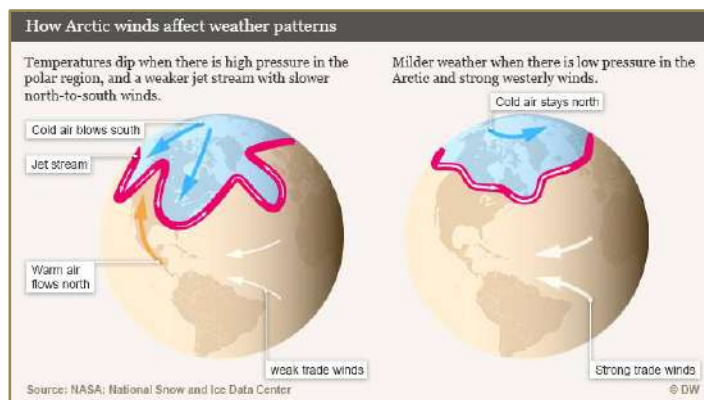 How Arctic winds affect weather patterns
Temperatures dip when there is high pressure in the
polar region, and a weaker jet stream with slower
north-to-south winds.
Cold air blows south
Jet stream
Warm air
flows north
weak trade winds
Milder weather when there is low pressure in the
Arctic and strong westerly winds.
Cold air stays north
Strong trade winds
Source: NASA; National Snow and Ice Data Center
© DW